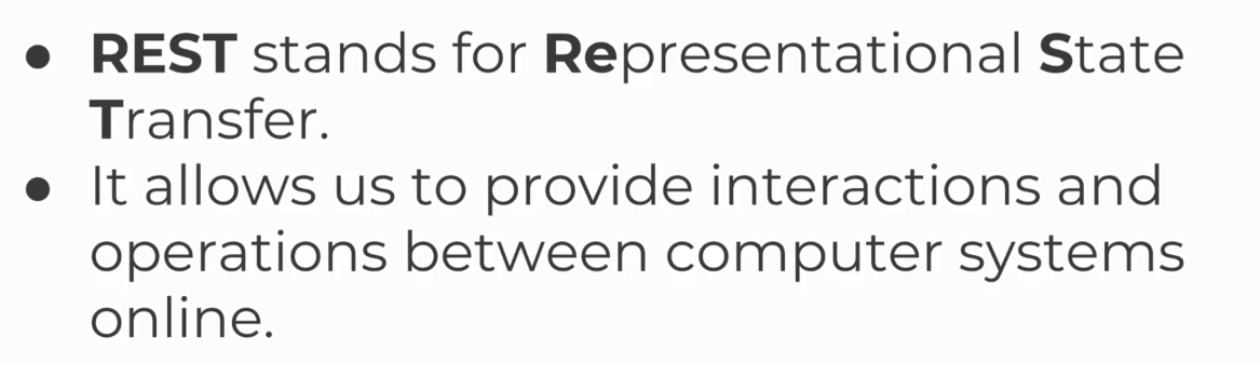 ● REST stands for Representational State
Transfer.
● It allows us to provide interactions and
operations between computer systems
online.